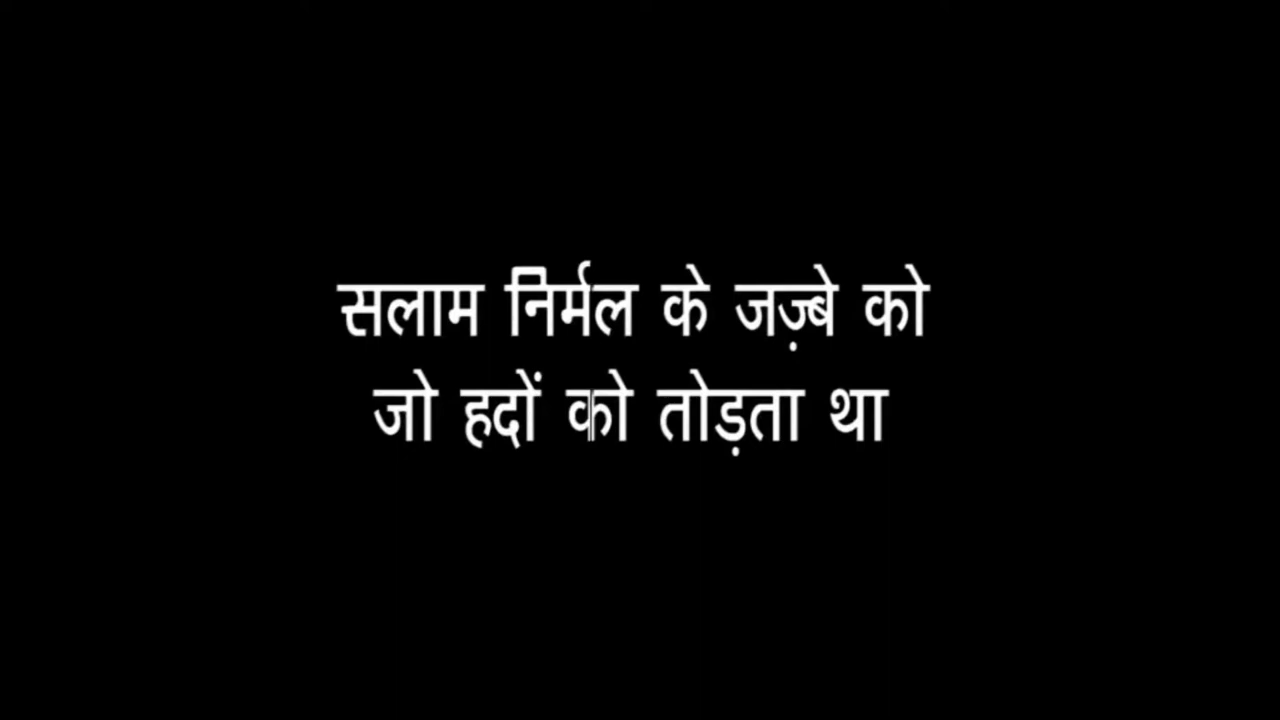 सलाम निर्मल के जज़्बे को
जो हदों को तोड़ता था